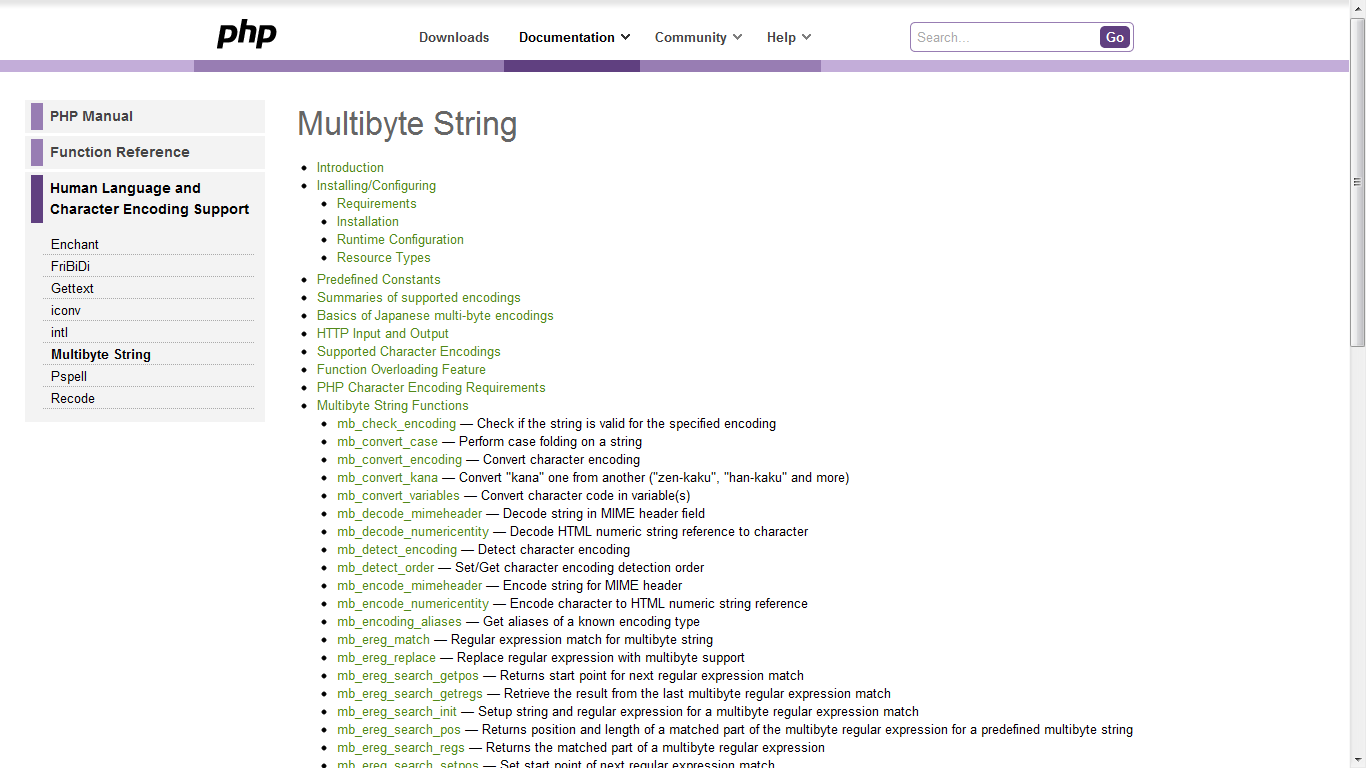 php
Downloads
Documentation
Community
Help
Search...
Go
PHP Manual
Function Reference
Human Language and
Character Encoding Support
Enchant
FriBiDi
Gettext
iconv
intl
Multibyte String
Pspell
Recode
Multibyte String
Introduction
Installing/Configuring
Requirements
Installation
Runtime Configuration
Resource Types
Predefined Constants
Summaries of supported encodings
Basics of Japanese multi-byte encodings
HTTP Input and Output
Supported Character Encodings
Function Overloading Feature
PHP Character Encoding Requirements
Multibyte String Functions
mb_check_encoding — Check if the string is valid for the specified encoding
mb_convert_case — Perform case folding on a string
mb_convert_encoding — Convert character encoding
mb_convert_kana — Convert "kana" one from another ("zen-kaku", "han-kaku" and more)
mb_convert_variables — Convert character code in variable(s)
mb_decode_mimeheader — Decode string in MIME header field
mb_decode_numericentity — Decode HTML numeric string reference to character
mb_detect_encoding — Detect character encoding
mb_detect_order — Set/Get character encoding detection order
mb_encode_mimeheader — Encode string for MIME header
mb_encode_numericentity — Encode character to HTML numeric string reference
mb_encoding_aliases — Get aliases of a known encoding type
mb_ereg_match — Regular expression match for multibyte string
mb_ereg_replace — Replace regular expression with multibyte support
mb_ereg_search_getpos — Returns start point for next regular expression match
mb_ereg_search_getregs — Retrieve the result from the last multibyte regular expression match
mb_ereg_search_init — Setup string and regular expression for a multibyte regular expression match
mb_ereg_search_pos — Returns position and length of a matched part of the multibyte regular expression for a predefined multibyte string
mb_ereg_search_regs — Returns the matched part of a multibyte regular expression
mb_ereg_search_setpos — Set start point of next regular expression match